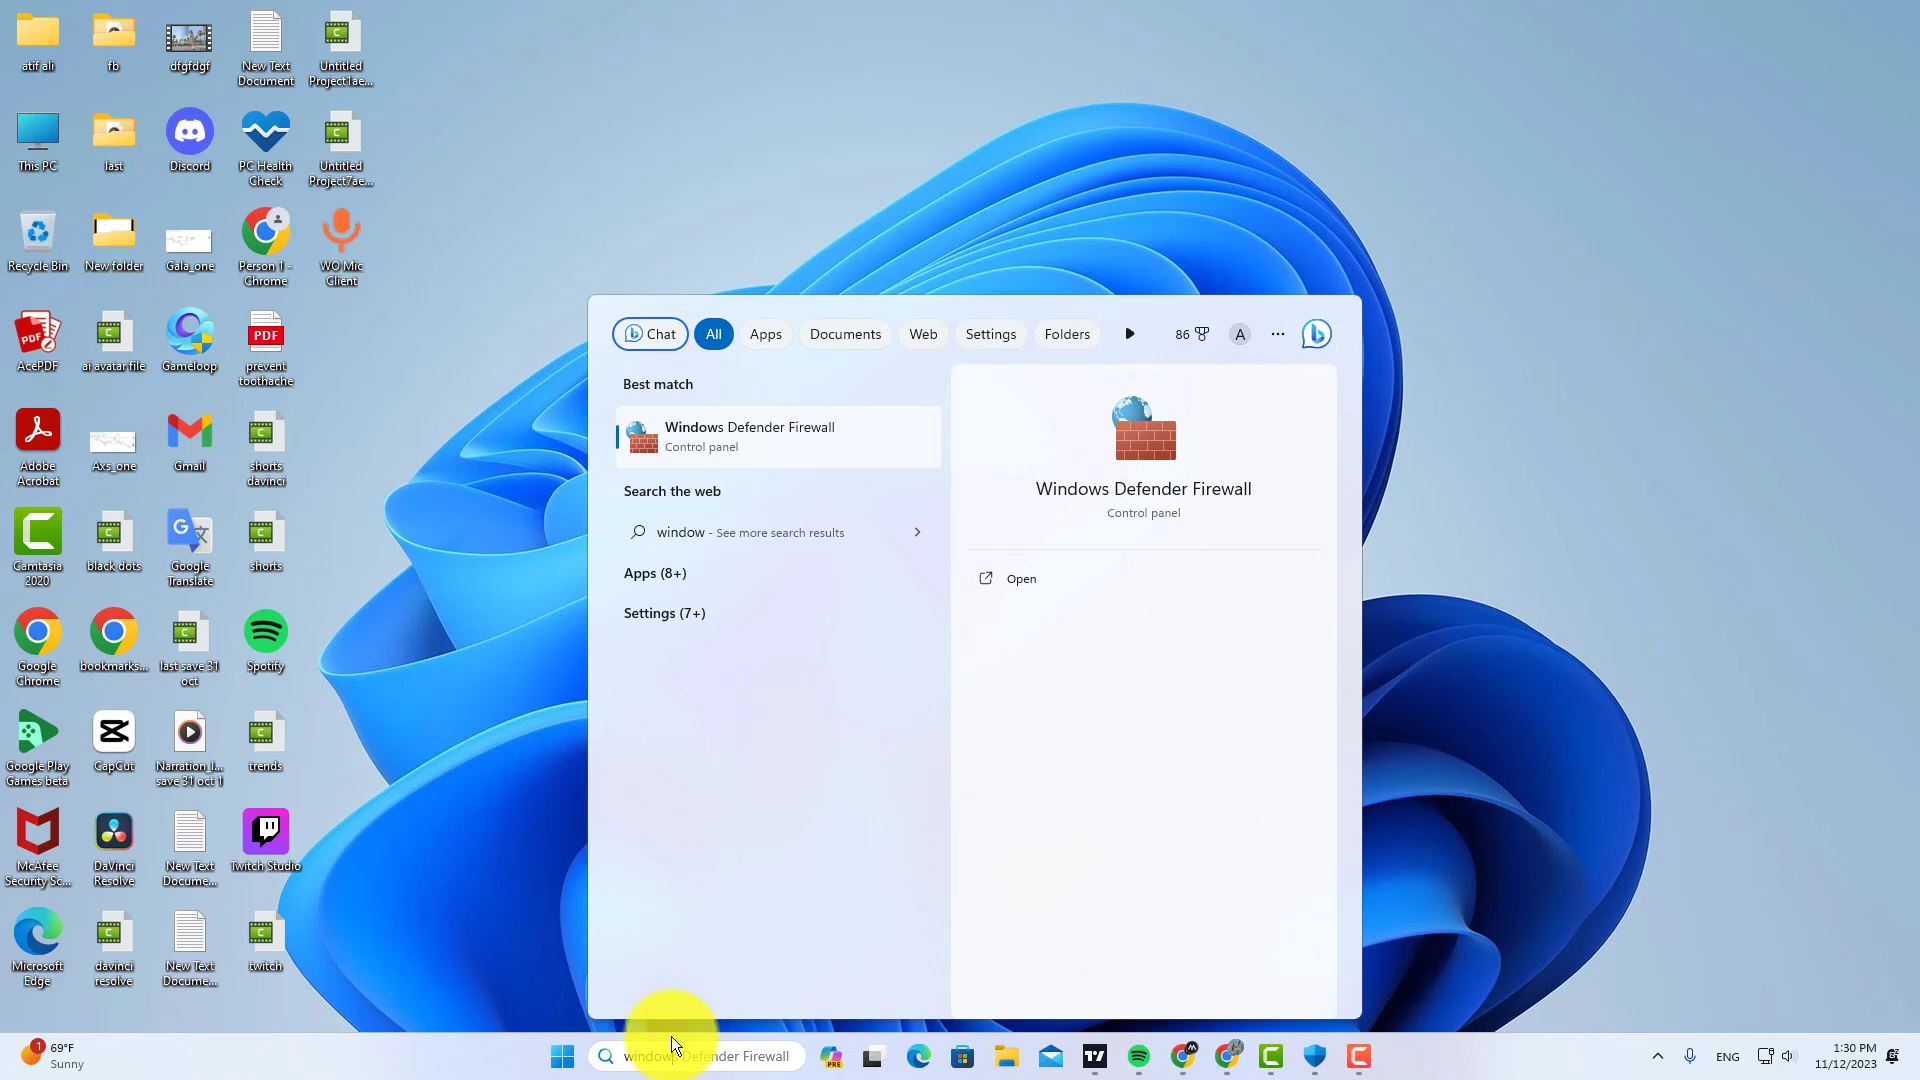 atif ali
fb
dfgfdgf
New Text
Document
Untitled
Project1ae...
This PC
last
Discord
PC Health
Check
Untitled
Project7ae...
Recycle Bin
New folder
Gala_one
Person 1 -
Chrome
WO Mic
Client
AcePDF
ai avatar file
Gameloop
prevent
toothache
Adobe
Acrobat
Axs_one
Gmail
shorts
davinci
Camtasia
2020
black dots
Google
Translate
shorts
Google
Chrome
bookmarks...
last save 31
oct
Spotify
Google Play
Games beta
CapCut
Narration_l...
save 31 oct 1
trends
McAfee
Security Sc...
DaVinci
Resolve
New Text
Docume...
Twitch Studio
Microsoft
Edge
davinci
resolve
New Text
Docume...
twitch
Chat
All
Apps
Documents
Web
Settings
Folders
86
A
Best match
Windows Defender Firewall
Control panel
Search the web
window - See more search results
Apps (8+)
Settings (7+)
Windows Defender Firewall
Control panel
Open
1
69°F
Sunny
window Defender Firewall
PRE
ENG
1:30 PM
11/12/2023